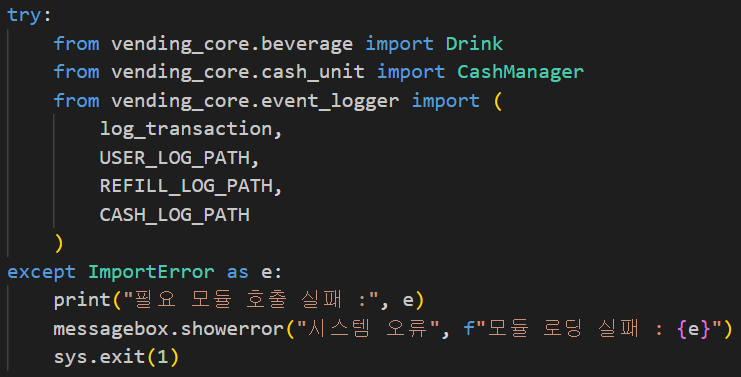 try:
    from vending_core.beverage import Drink
    from vending_core.cash_unit import CashManager
    from vending_core.event_logger import (
        log_transaction,
        USER_LOG_PATH,
        REFILL_LOG_PATH,
        CASH_LOG_PATH
    )
except ImportError as e:
    print("필요 모듈 호출 실패 :", e)
    messagebox.showerror("시스템 오류", f"모듈 로딩 실패 : {e}")
    sys.exit(1)